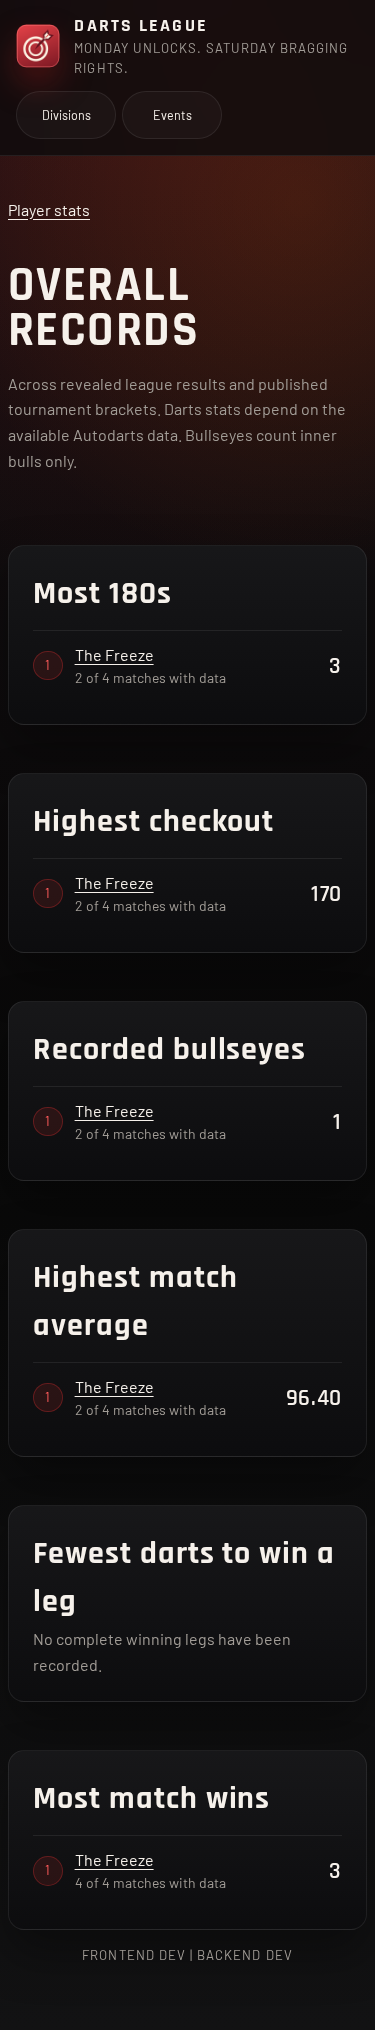 DARTS LEAGUE
MONDAY UNLOCKS. SATURDAY BRAGGING
RIGHTS.
Divisions
Events
Player stats
OVERALL
RECORDS
Across revealed league results and published
tournament brackets. Darts stats depend on the
available Autodarts data. Bullseyes count inner
bulls only.
Most 180s
1
The Freeze
2 of 4 matches with data
3
Highest checkout
1
The Freeze
2 of 4 matches with data
170
Recorded bullseyes
1
The Freeze
2 of 4 matches with data
1
Highest match
average
1
The Freeze
2 of 4 matches with data
96.40
Fewest darts to win a
leg
No complete winning legs have been
recorded.
Most match wins
1
The Freeze
4 of 4 matches with data
3
FRONTEND DEV | BACKEND DEV